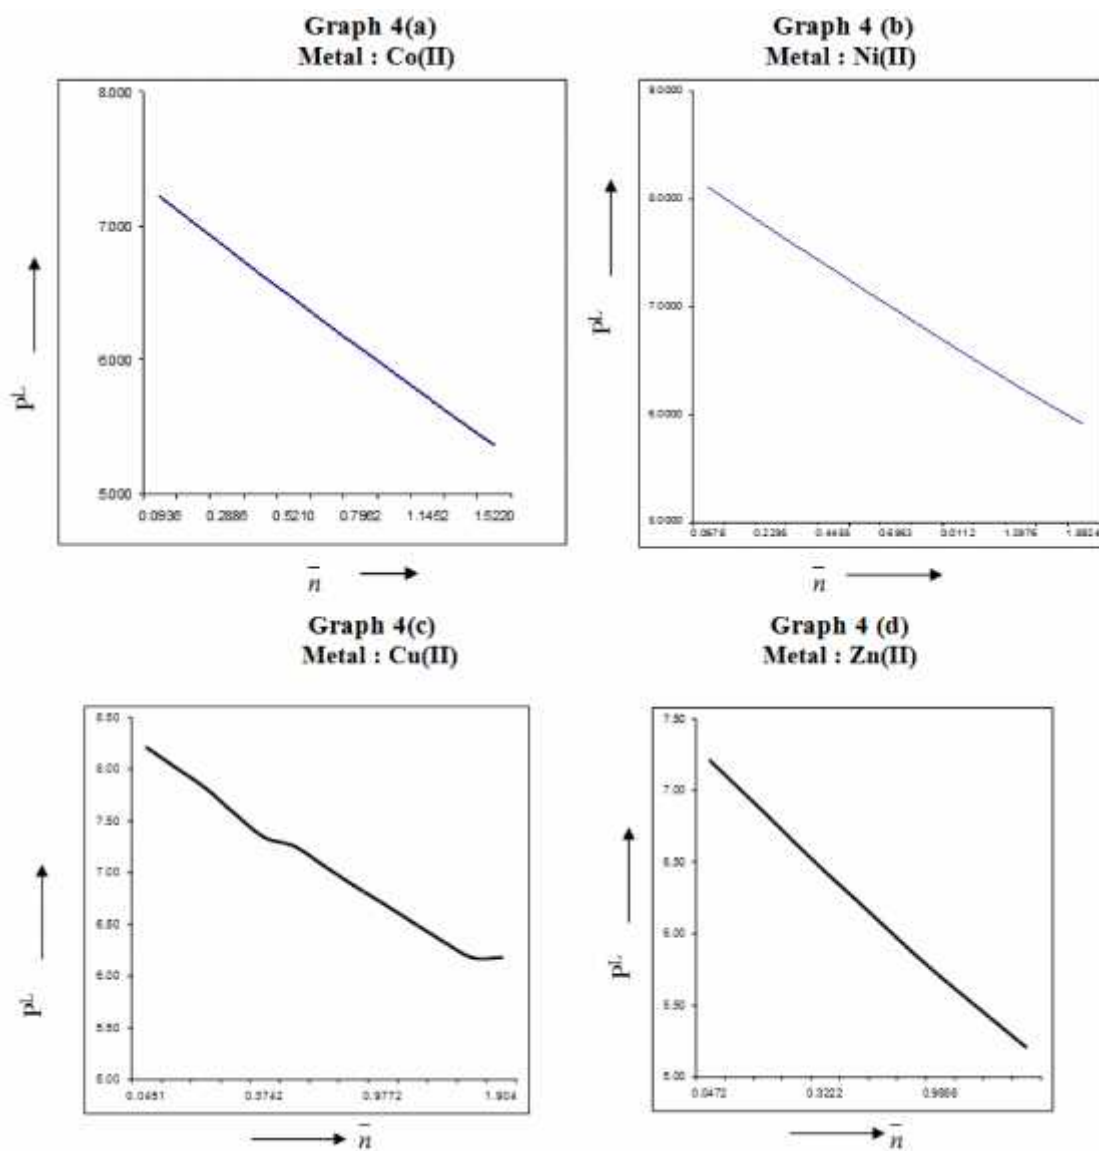 Graph 4(a)
Metal : Co(II)
8.000
7.000
6.000
5.000
0.0936 0.2886 0.5210 0.7962 1.1452 1.5220
pL
n̅
Graph 4 (b)
Metal : Ni(II)
9.0000
8.0000
7.0000
6.0000
5.0000
0.2295
pL
n̅
Graph 4(c)
Metal : Cu(II)
8.50
8.00
7.50
7.00
6.50
6.00
5.50
5.00
0.0451 0.3742 0.9772 1.904
pL
n̅
Graph 4 (d)
Metal : Zn(II)
7.50
7.00
6.50
6.00
5.50
5.00
0.0472 0.3222
pL
n̅